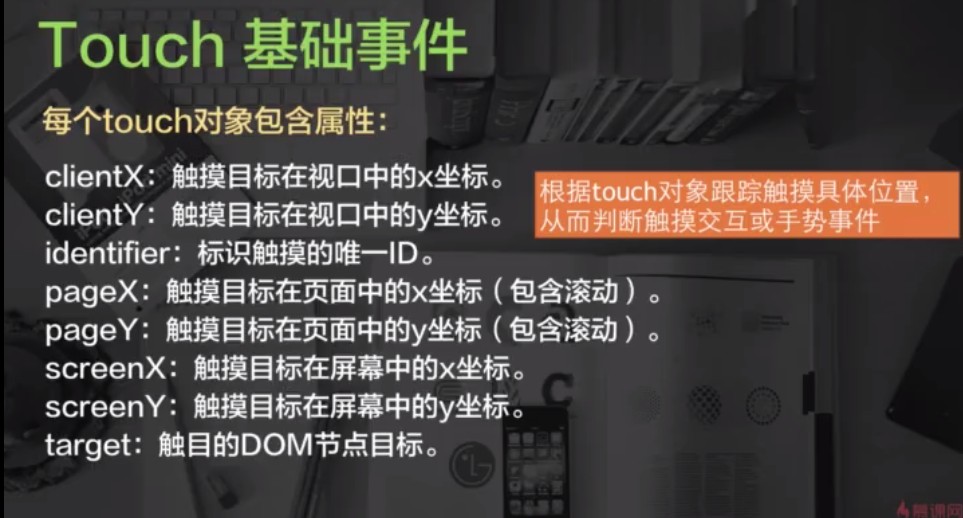 Touch 基础事件
每个touch对象包含属性：
clientX：触摸目标在视口中的x坐标。
clientY：触摸目标在视口中的y坐标。
根据touch对象跟踪触摸具体位置，
从而判断触摸交互或手势事件
identifier：标识触摸的唯一ID。
pageX：触摸目标在页面中的x坐标（包含滚动）。
pageY：触摸目标在页面中的y坐标（包含滚动）。
screenX：触摸目标在屏幕中的x坐标。
screenY：触摸目标在屏幕中的y坐标。
target：触目的DOM节点目标。
慕课网